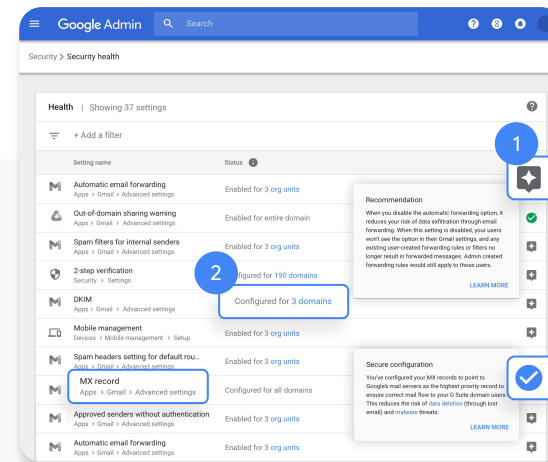 Google Admin
Search
Security > Security health
Health | Showing 37 settings
+ Add a filter
Setting name
Status
1
Automatic email forwarding
Apps > Gmail > Advanced settings
Enabled for 3 org units
Out-of-domain sharing warning
Apps > Gmail > Advanced settings
Enabled for entire domain
Spam filters for internal senders
Apps > Gmail > Advanced settings
Enabled for 3 org units
Recommendation
When you disable the automatic forwarding option, it
reduces your risk of data exfiltration through email
forwarding. When this setting is disabled, your users
won't see the option in their Gmail settings, and any
existing user-created forwarding rules or filters no
longer result in forwarded messages. Admin created
forwarding rules would still apply to those users.
LEARN MORE
2
2-step verification
Security > Settings
figured for 190 domains
DKIM
Apps > Gmail > Advanced settings
Configured for 3 domains
Mobile management
Devices > Mobile management > Setup
Enabled for 3 org units
Spam headers setting for default rou...
Apps > Gmail > Advanced settings
Enabled for 3 org units
MX record
Apps > Gmail > Advanced settings
Configured for all domains
Approved senders without authentication
Apps > Gmail > Advanced settings
Enabled for 3 org units
Automatic email forwarding
Apps > Gmail > Advanced settings
Enabled for 3 org units
Secure configuration
You've configured your MX records to point to
Google's mail servers as the highest priority record to
ensure correct mail flow to your G Suite domain users.
This reduces the risk of data deletion (through lost
email) and malware threats.
LEARN MORE